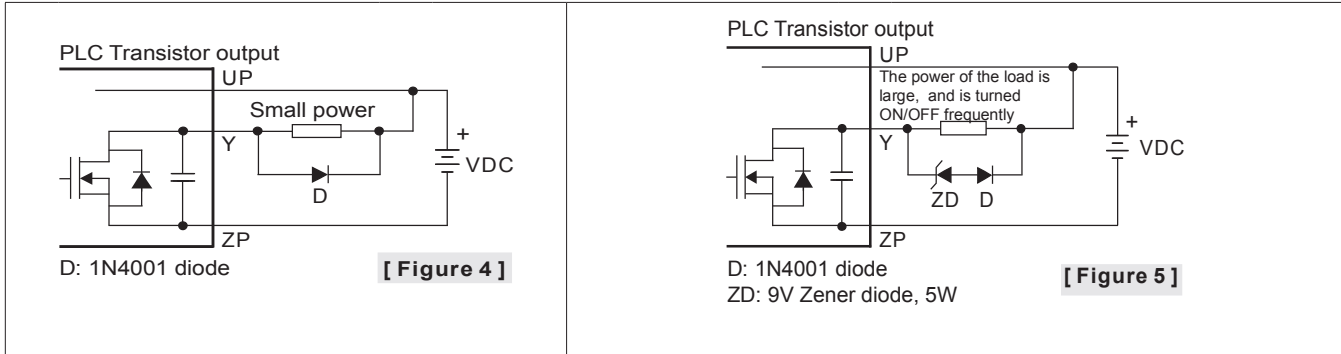 PLC Transistor output
UP
Small power
Y
D
+
VDC
ZP
D: 1N4001 diode
[ Figure 4 ]
PLC Transistor output
UP
The power of the load is
large, and is turned
ON/OFF frequently
Y
ZD D
+
VDC
ZP
D: 1N4001 diode
ZD: 9V Zener diode, 5W
[ Figure 5 ]